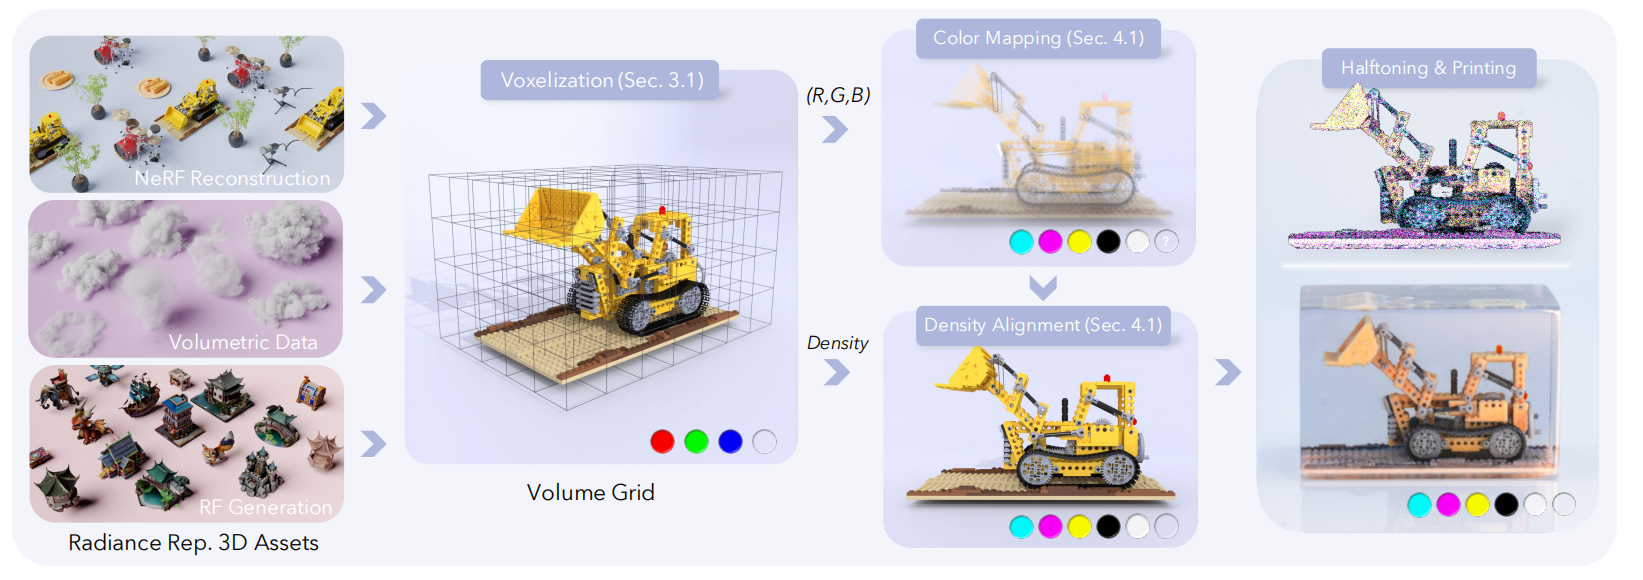 NeRF Reconstruction
Volumetric Data
RF Generation
Radiance Rep. 3D Assets
Voxelization (Sec. 3.1)
Volume Grid
(R,G,B)
Density
Color Mapping (Sec. 4.1)
?
Density Alignment (Sec. 4.1)
Halftoning & Printing